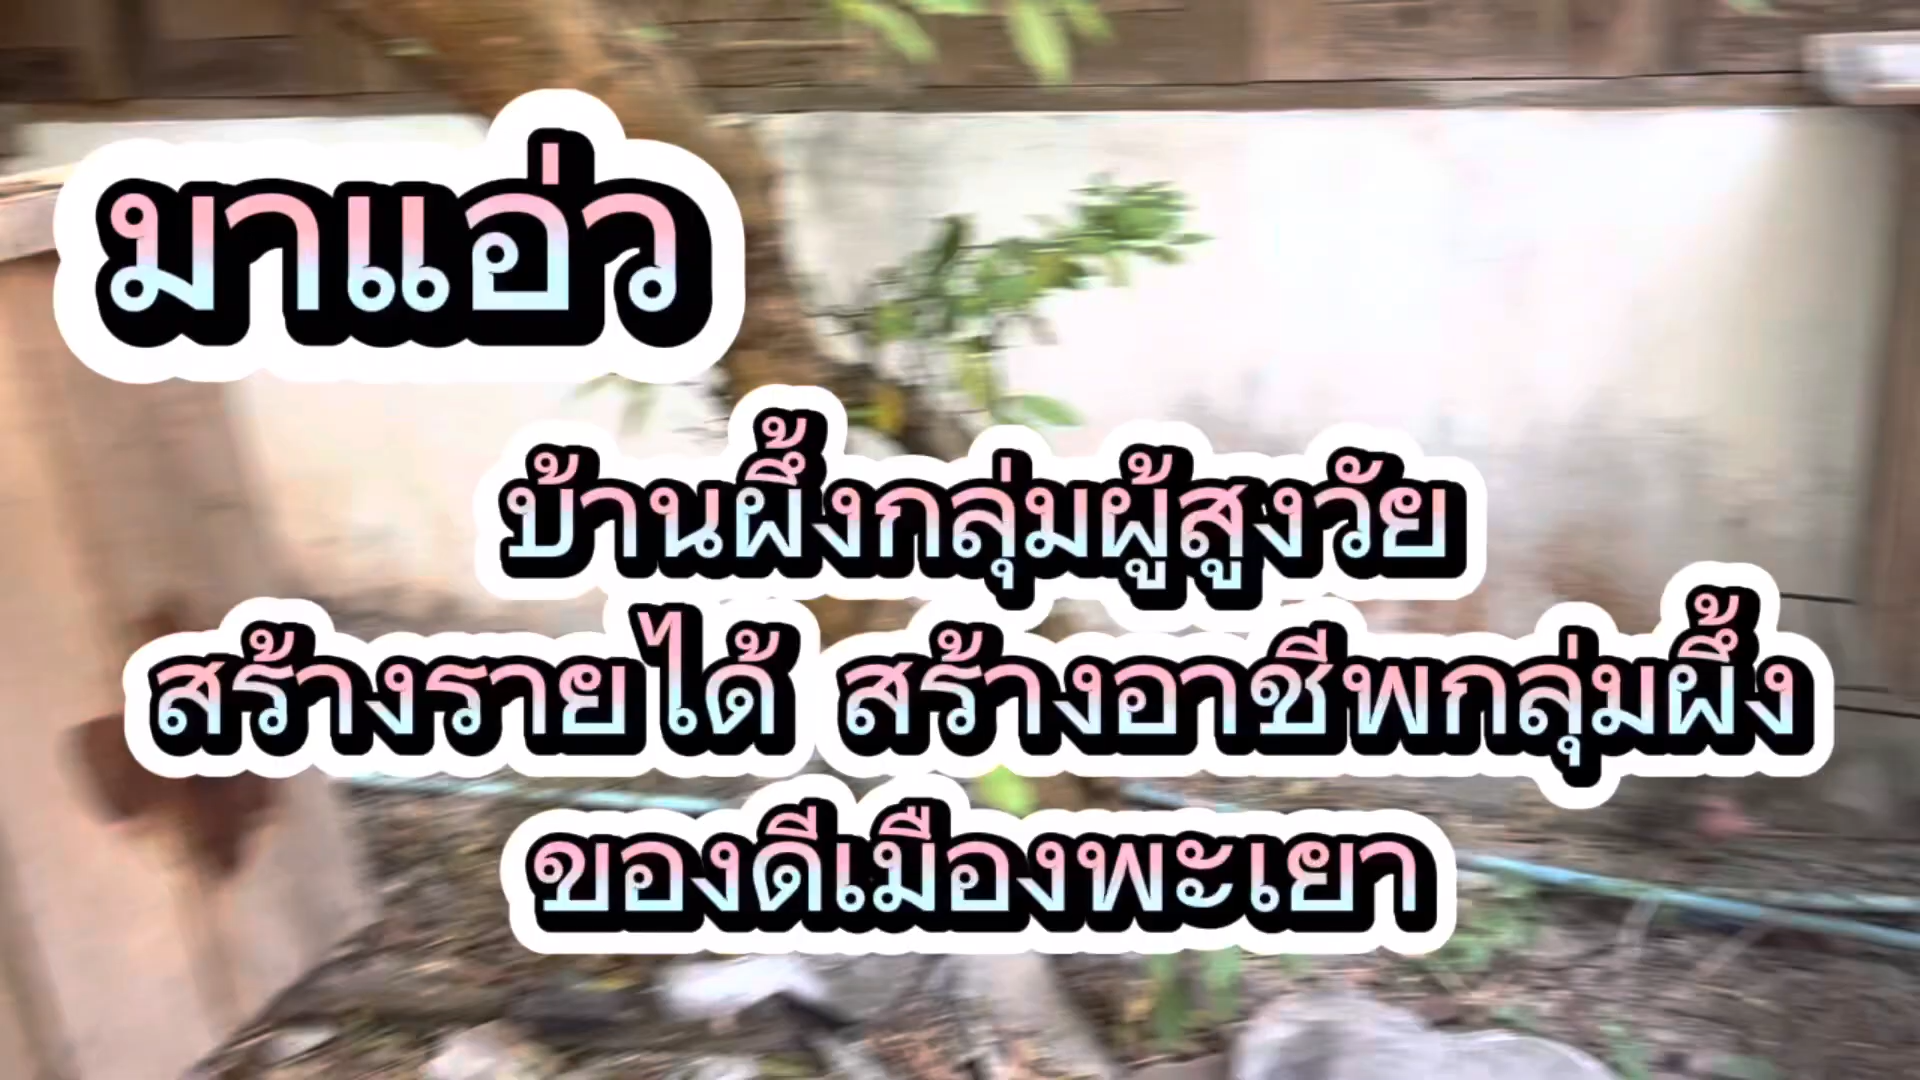 มาแอ่ว
บ้านผึ้งกลุ่มผู้สูงวัย
สร้างรายได้ สร้างอาชีพกลุ่มผึ้ง
ของดีเมืองพะเยา